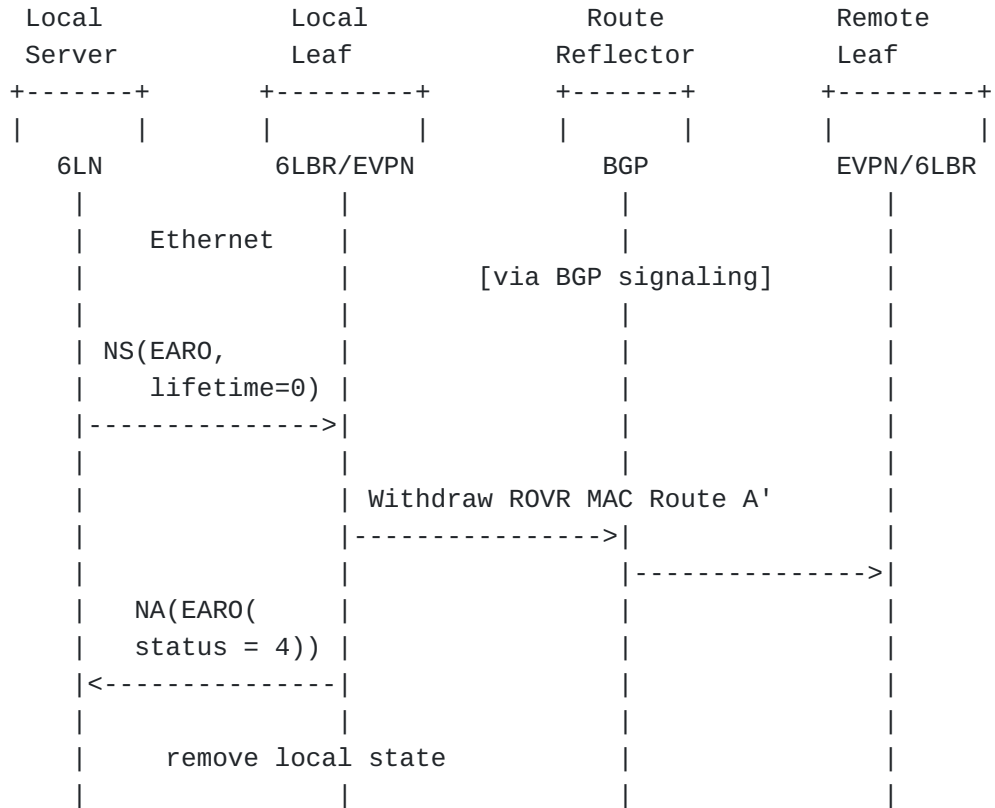 Local Local Route Remote
Server Leaf Reflector Leaf
+-------+ +---------+ +-------+ +---------+
| | | | | | | |
6LN 6LBR/EVPN BGP EVPN/6LBR
| | | |
| Ethernet | | |
| | [via BGP signaling] |
| | | |
| NS(EARO, | | |
| lifetime=0) | | |
|--------------->| | |
| | | |
| | Withdraw ROVR MAC Route A' |
| |---------------->| |
| | |--------------->|
| NA(EARO( | | |
| status = 4)) | | |
|<---------------| | |
| | | |
| remove local state | |
| | | |